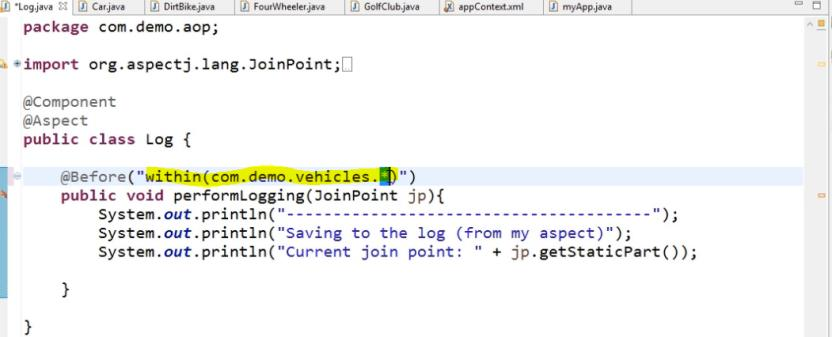 *Log.java Car.java DirtBike.java FourWheeler.java GolfClub.java appContext.xml myApp.java
package com.demo.aop;
import org.aspectj.lang.JoinPoint;
@Component
@Aspect
public class Log {
@Before("within(com.demo.vehicles.*)")
public void performLogging(JoinPoint jp){
System.out.println("---------------------------------------");
System.out.println("Saving to the log (from my aspect)");
System.out.println("Current join point: " + jp.getStaticPart());
}
}